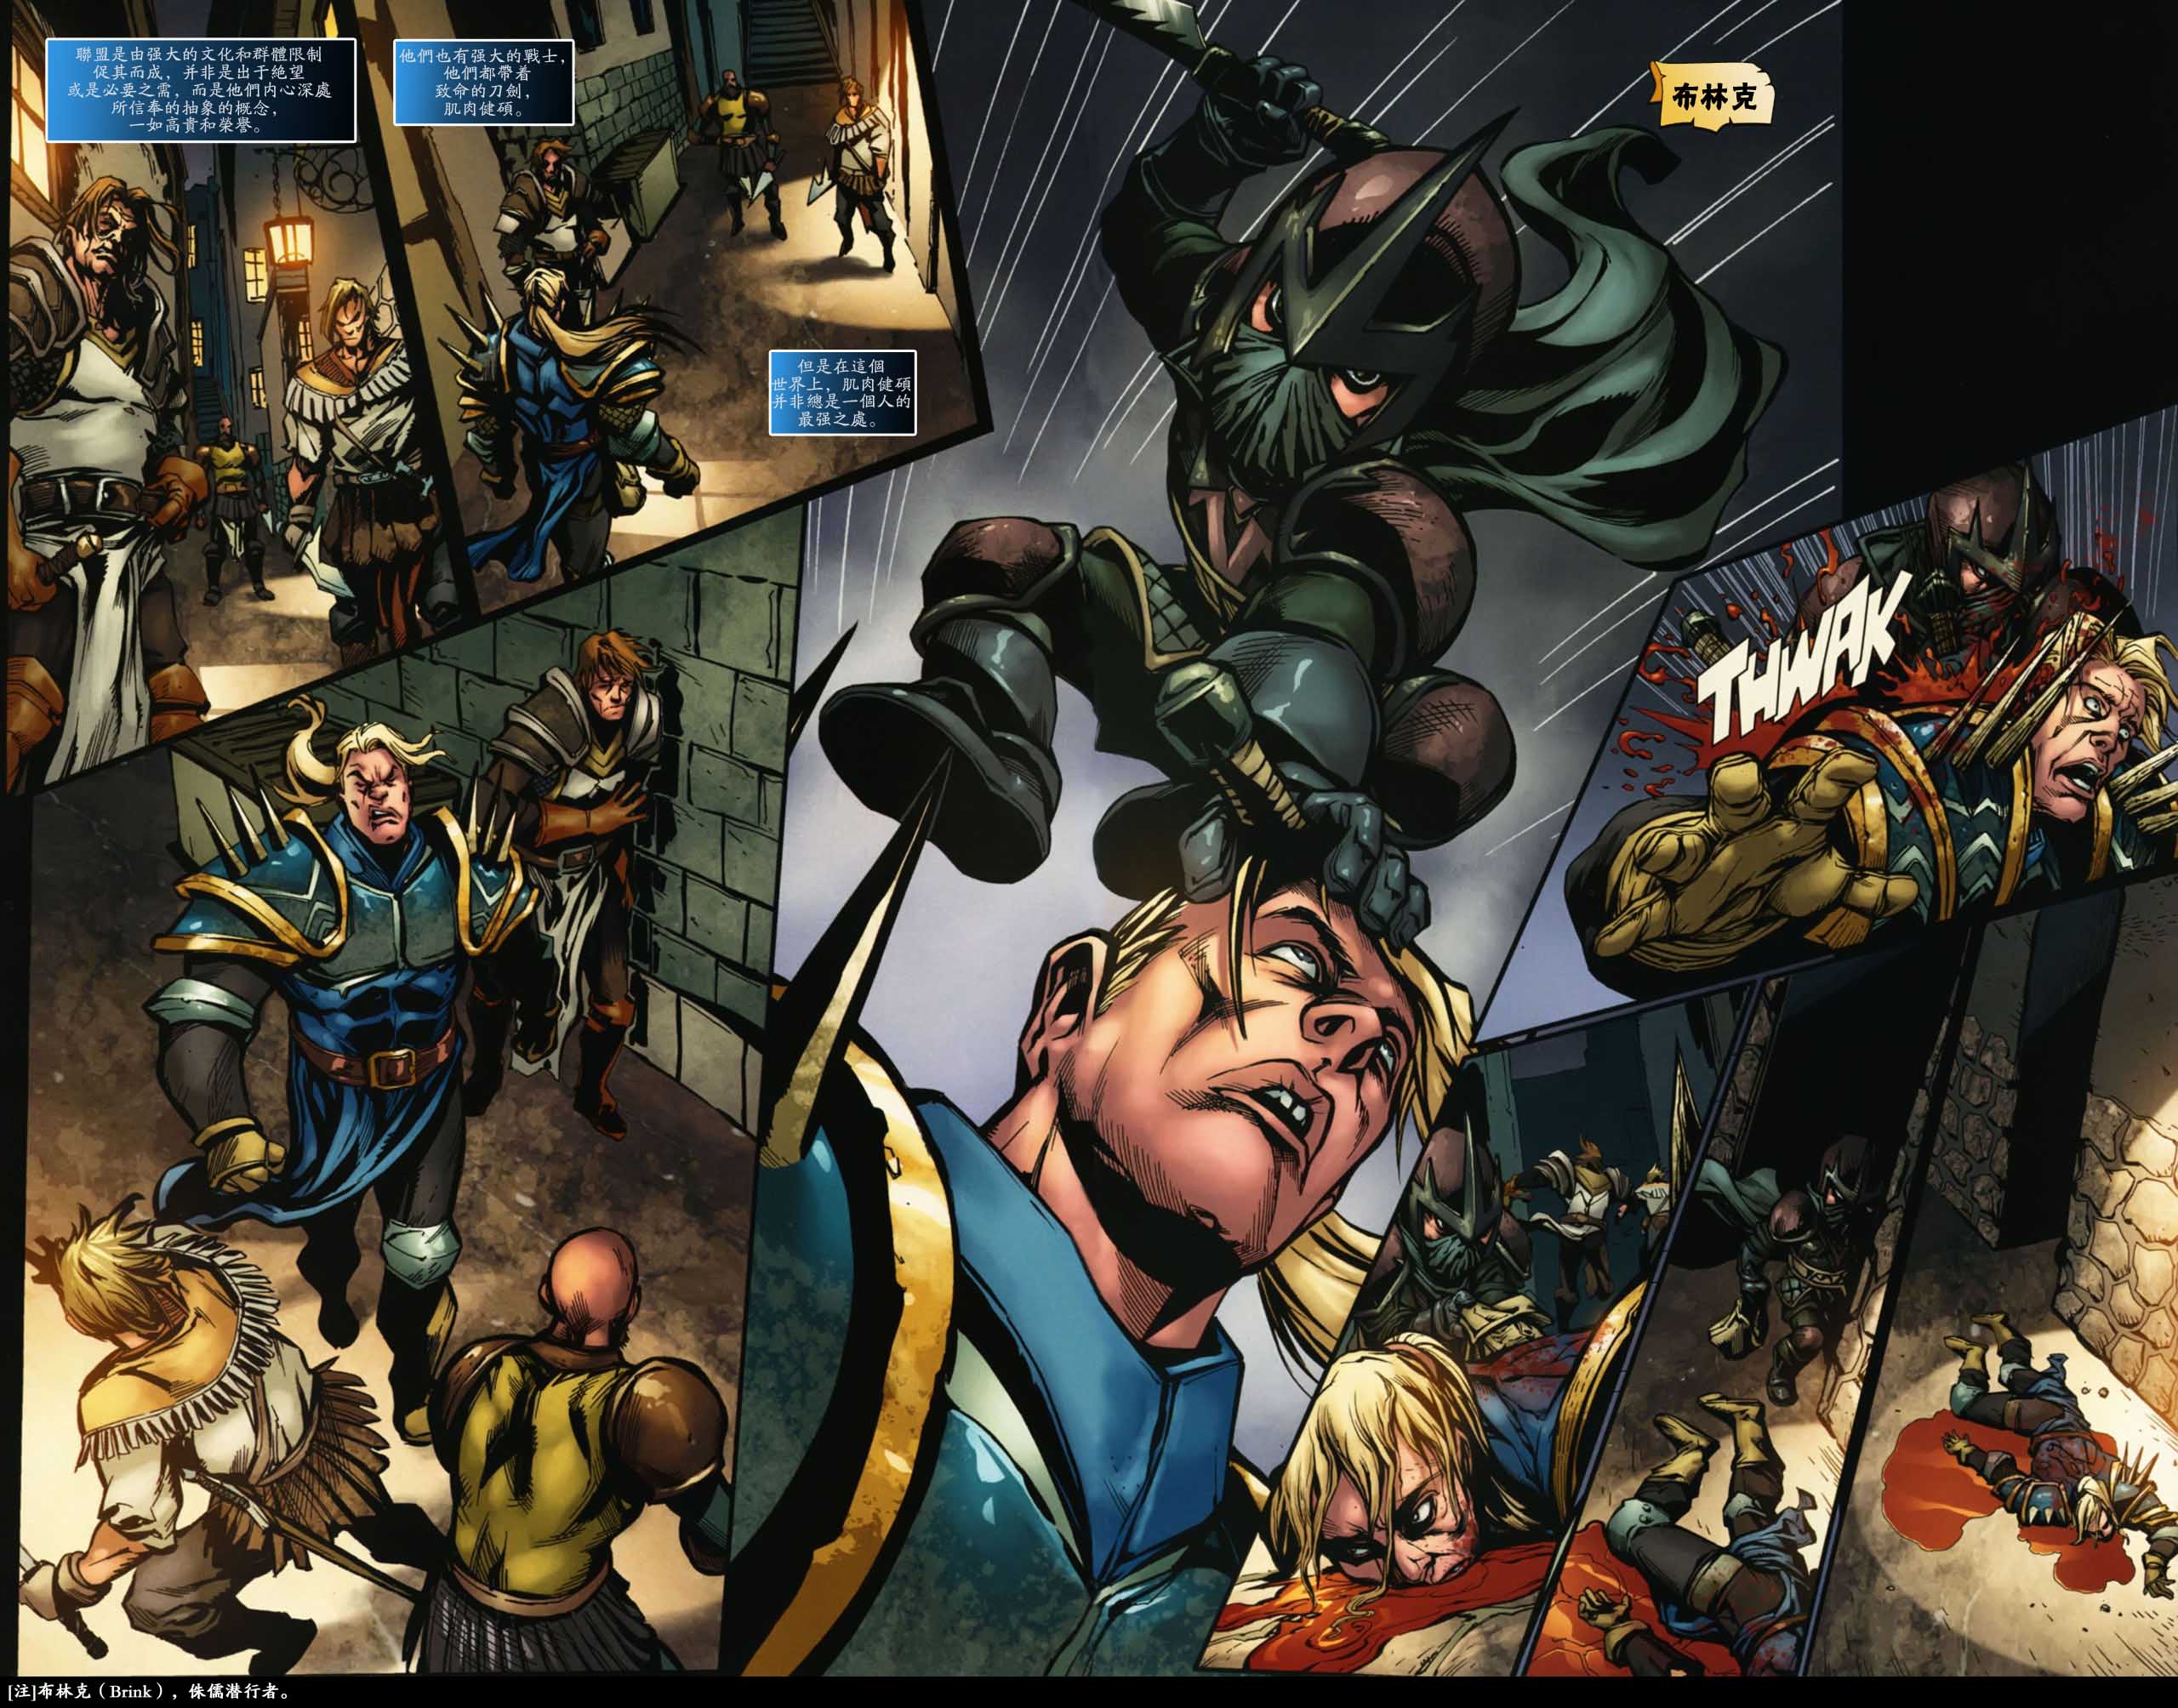 聯盟是由强大的文化和群體限制
促其而成，并非是出于絶望
或是必要之需，而是他們内心深處
所信奉的抽象的概念，
一如高貴和榮譽。
他們也有强大的戰士，
他們都帶着
致命的刀劍，
肌肉健碩。
但是在這個
世界上，肌肉健碩
并非總是一個人的
最强之處。
布林克
THWAK
[注]布林克（Brink），侏儒潜行者。